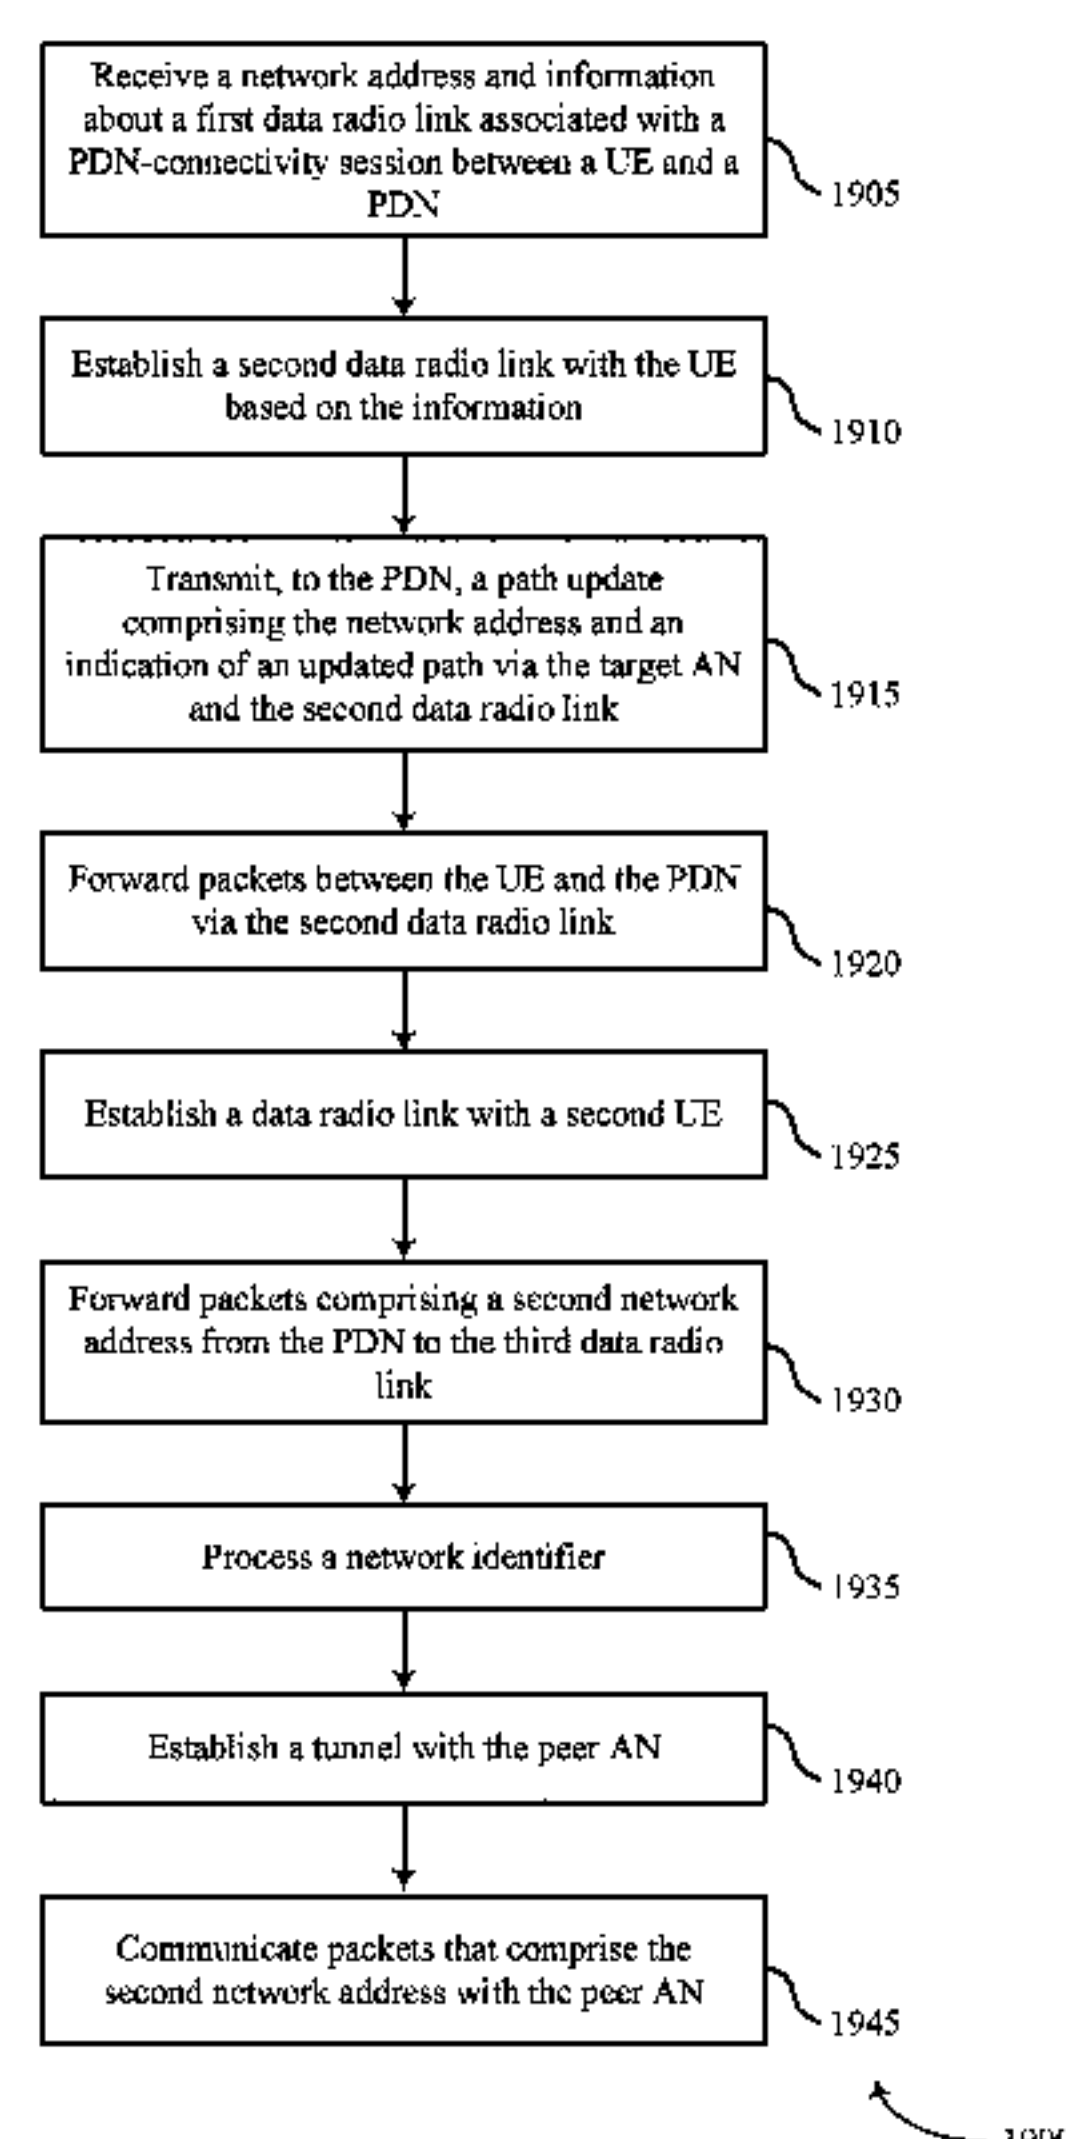 Receive a network address and information
about a first data radio link associated with a
PDN-connectivity session between a UE and a
PDN
1905
Establish a second data radio link with the UE
based on the information
1910
Transmit, to the PDN, a path update
comprising the network address and an
indication of an updated path via the target AN
and the second data radio link
1915
Forward packets between the UE and the PDN
via the second data radio link
1920
Establish a data radio link with a second UE
1925
Forward packets comprising a second network
address from the PDN to the third data radio
link
1930
Process a network identifier
1935
Establish a tunnel with the peer AN
1940
Communicate packets that comprise the
second network address with the peer AN
1945